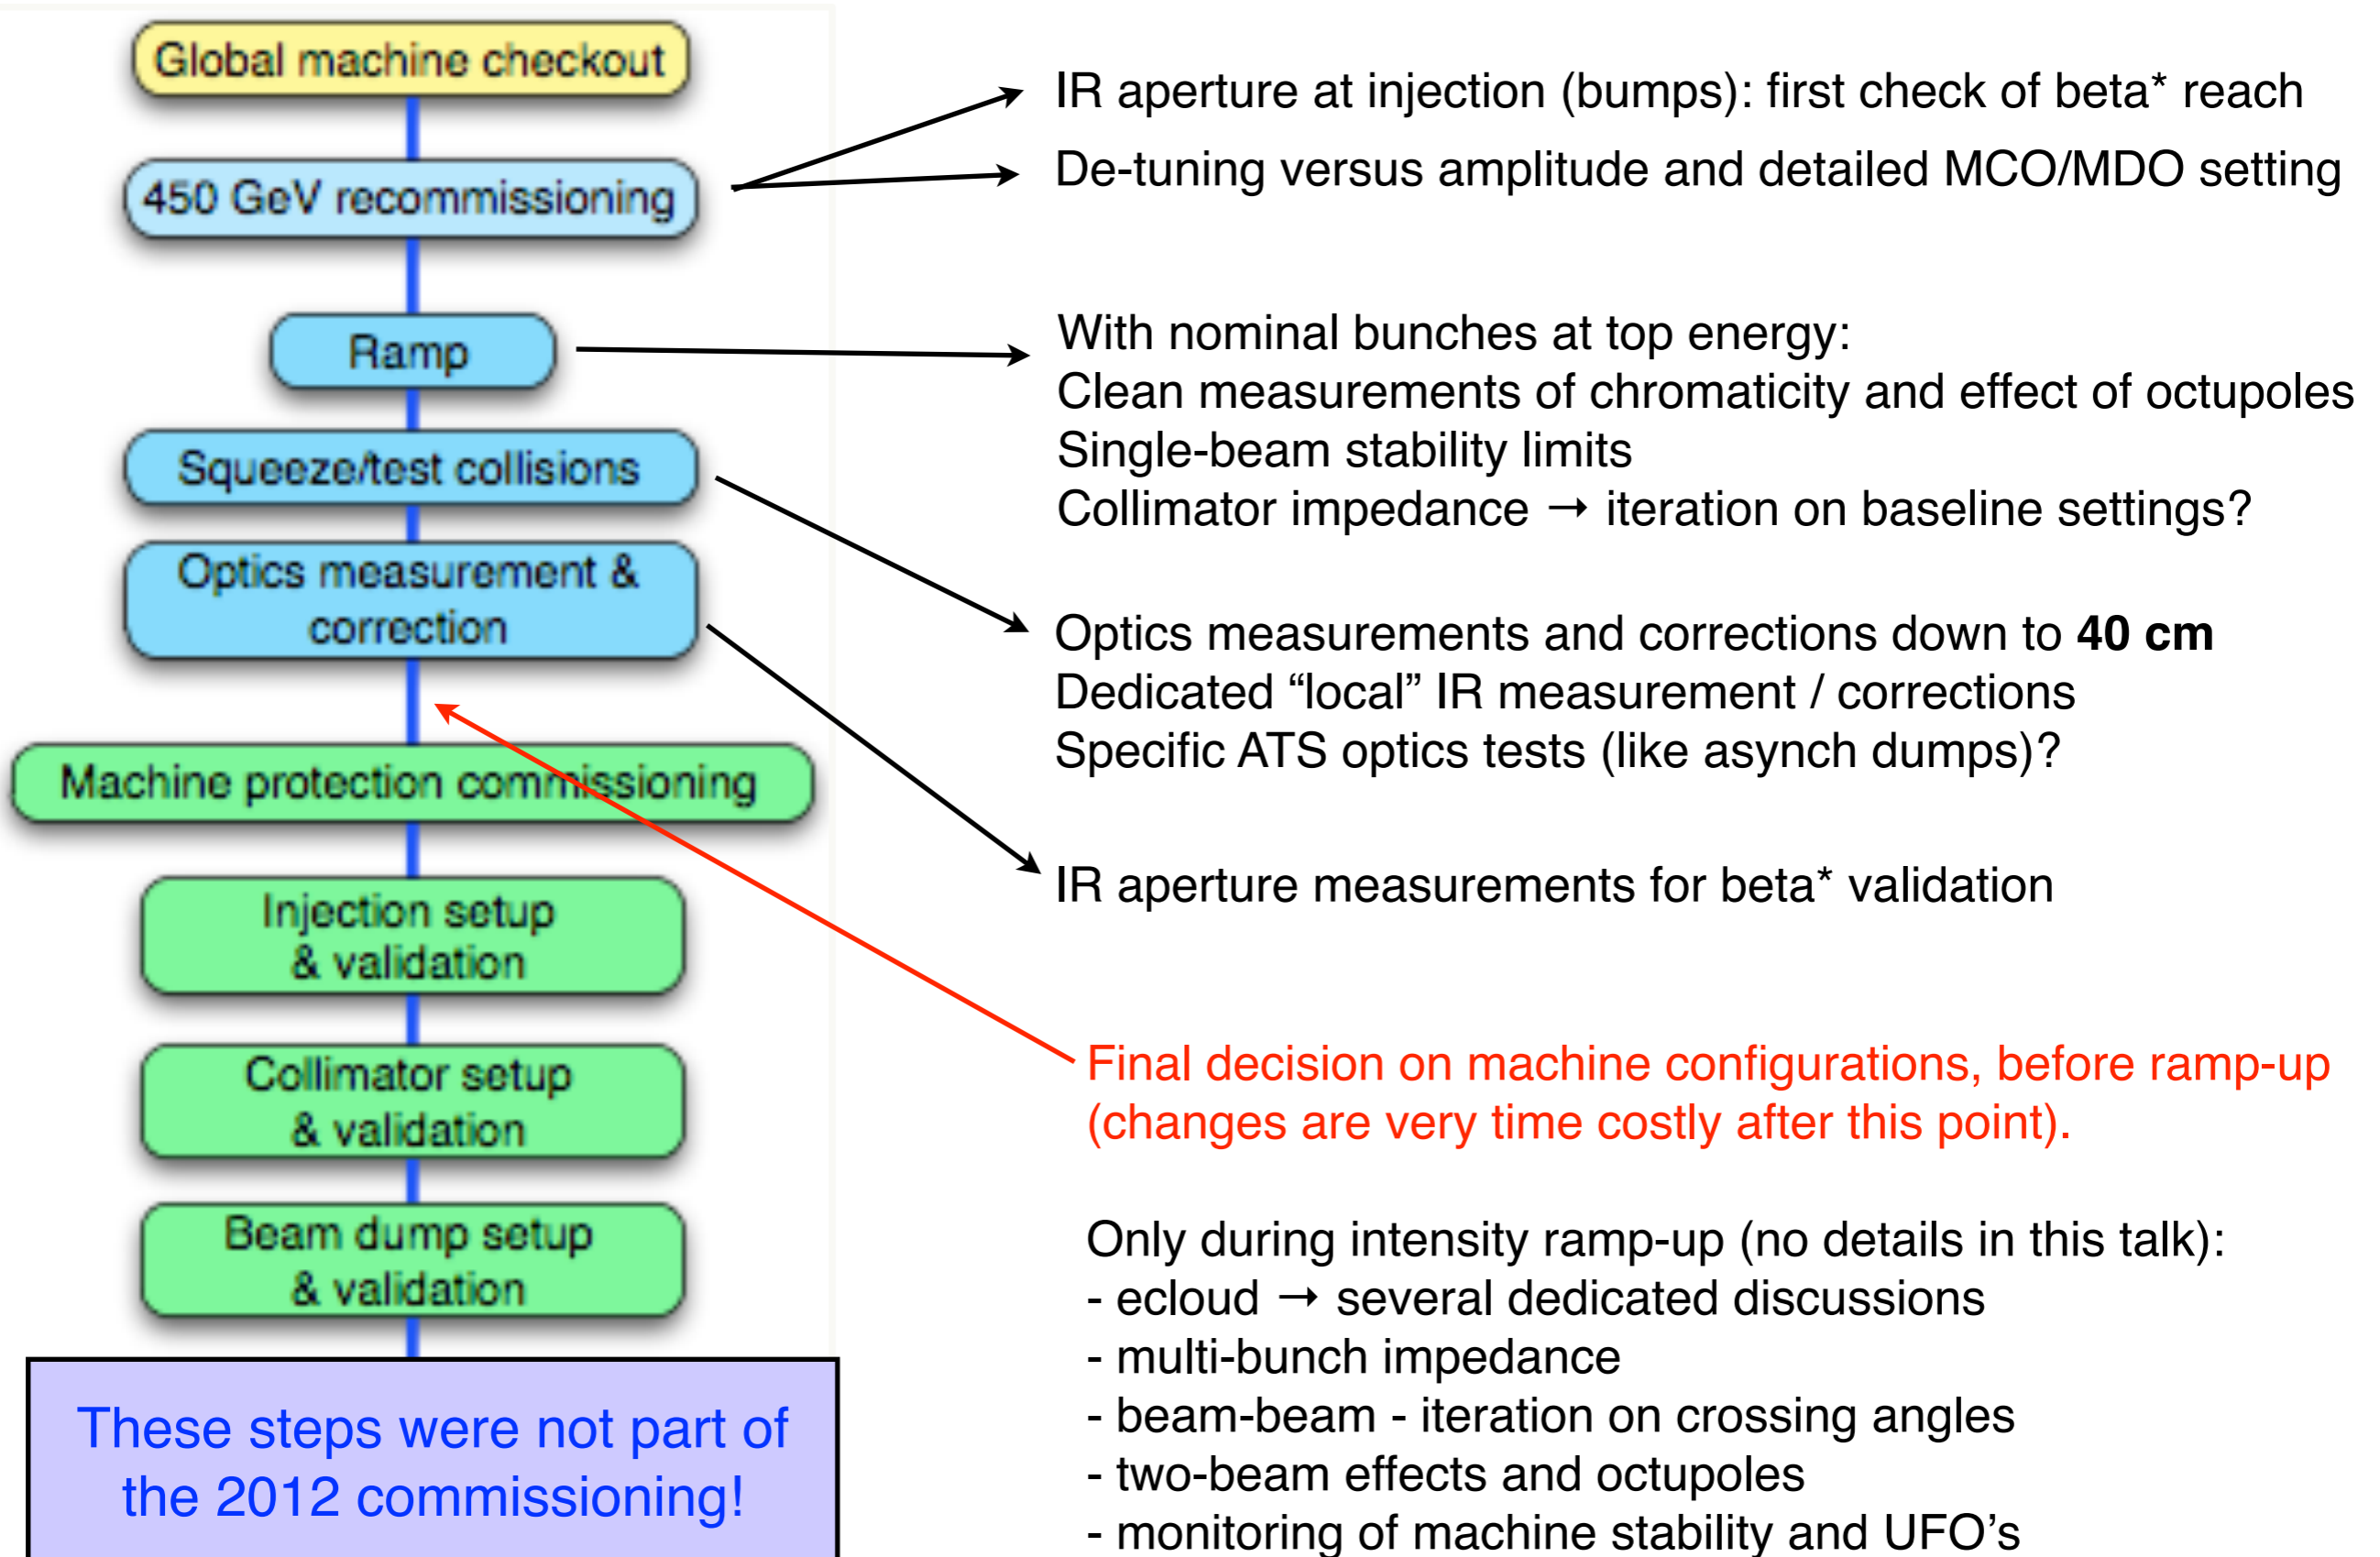 Global machine checkout
450 GeV recommissioning
Ramp
Squeeze/test collisions
Optics measurement &
correction
Machine protection commissioning
Injection setup
& validation
Collimator setup
& validation
Beam dump setup
& validation
These steps were not part of
the 2012 commissioning!
IR aperture at injection (bumps): first check of beta* reach
De-tuning versus amplitude and detailed MCO/MDO setting
With nominal bunches at top energy:
Clean measurements of chromaticity and effect of octupoles
Single-beam stability limits
Collimator impedance → iteration on baseline settings?
Optics measurements and corrections down to 40 cm
Dedicated “local” IR measurement / corrections
Specific ATS optics tests (like asynch dumps)?
IR aperture measurements for beta* validation
Final decision on machine configurations, before ramp-up
(changes are very time costly after this point).
Only during intensity ramp-up (no details in this talk):
- ecloud → several dedicated discussions
- multi-bunch impedance
- beam-beam - iteration on crossing angles
- two-beam effects and octupoles
- monitoring of machine stability and UFO’s